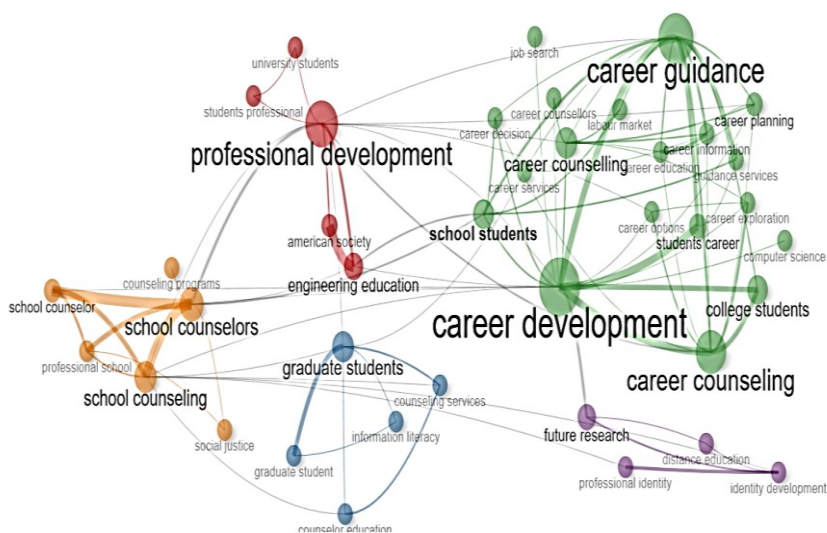 job search
university students
career guidance
students professional
career counsellors
labour market
career planning
career decision
professional development
career counselling
career information
career education
guidance services
career services
school students
career options
career exploration
students career
american society
computer science
counseling programs
engineering education
school counselor
school counselors
career development
college students
professional school
graduate students
career counseling
school counseling
counseling services
social justice
information literacy
future research
distance education
graduate student
professional identity
identity development
counselor education